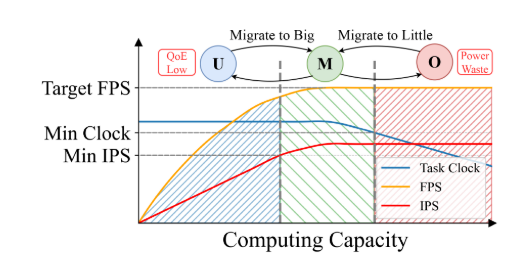 Migrate to Big
Migrate to Little
QoE
Low
U
M
O
Power
Waste
Target FPS
Min Clock
Min IPS
Task Clock
FPS
IPS
Computing Capacity